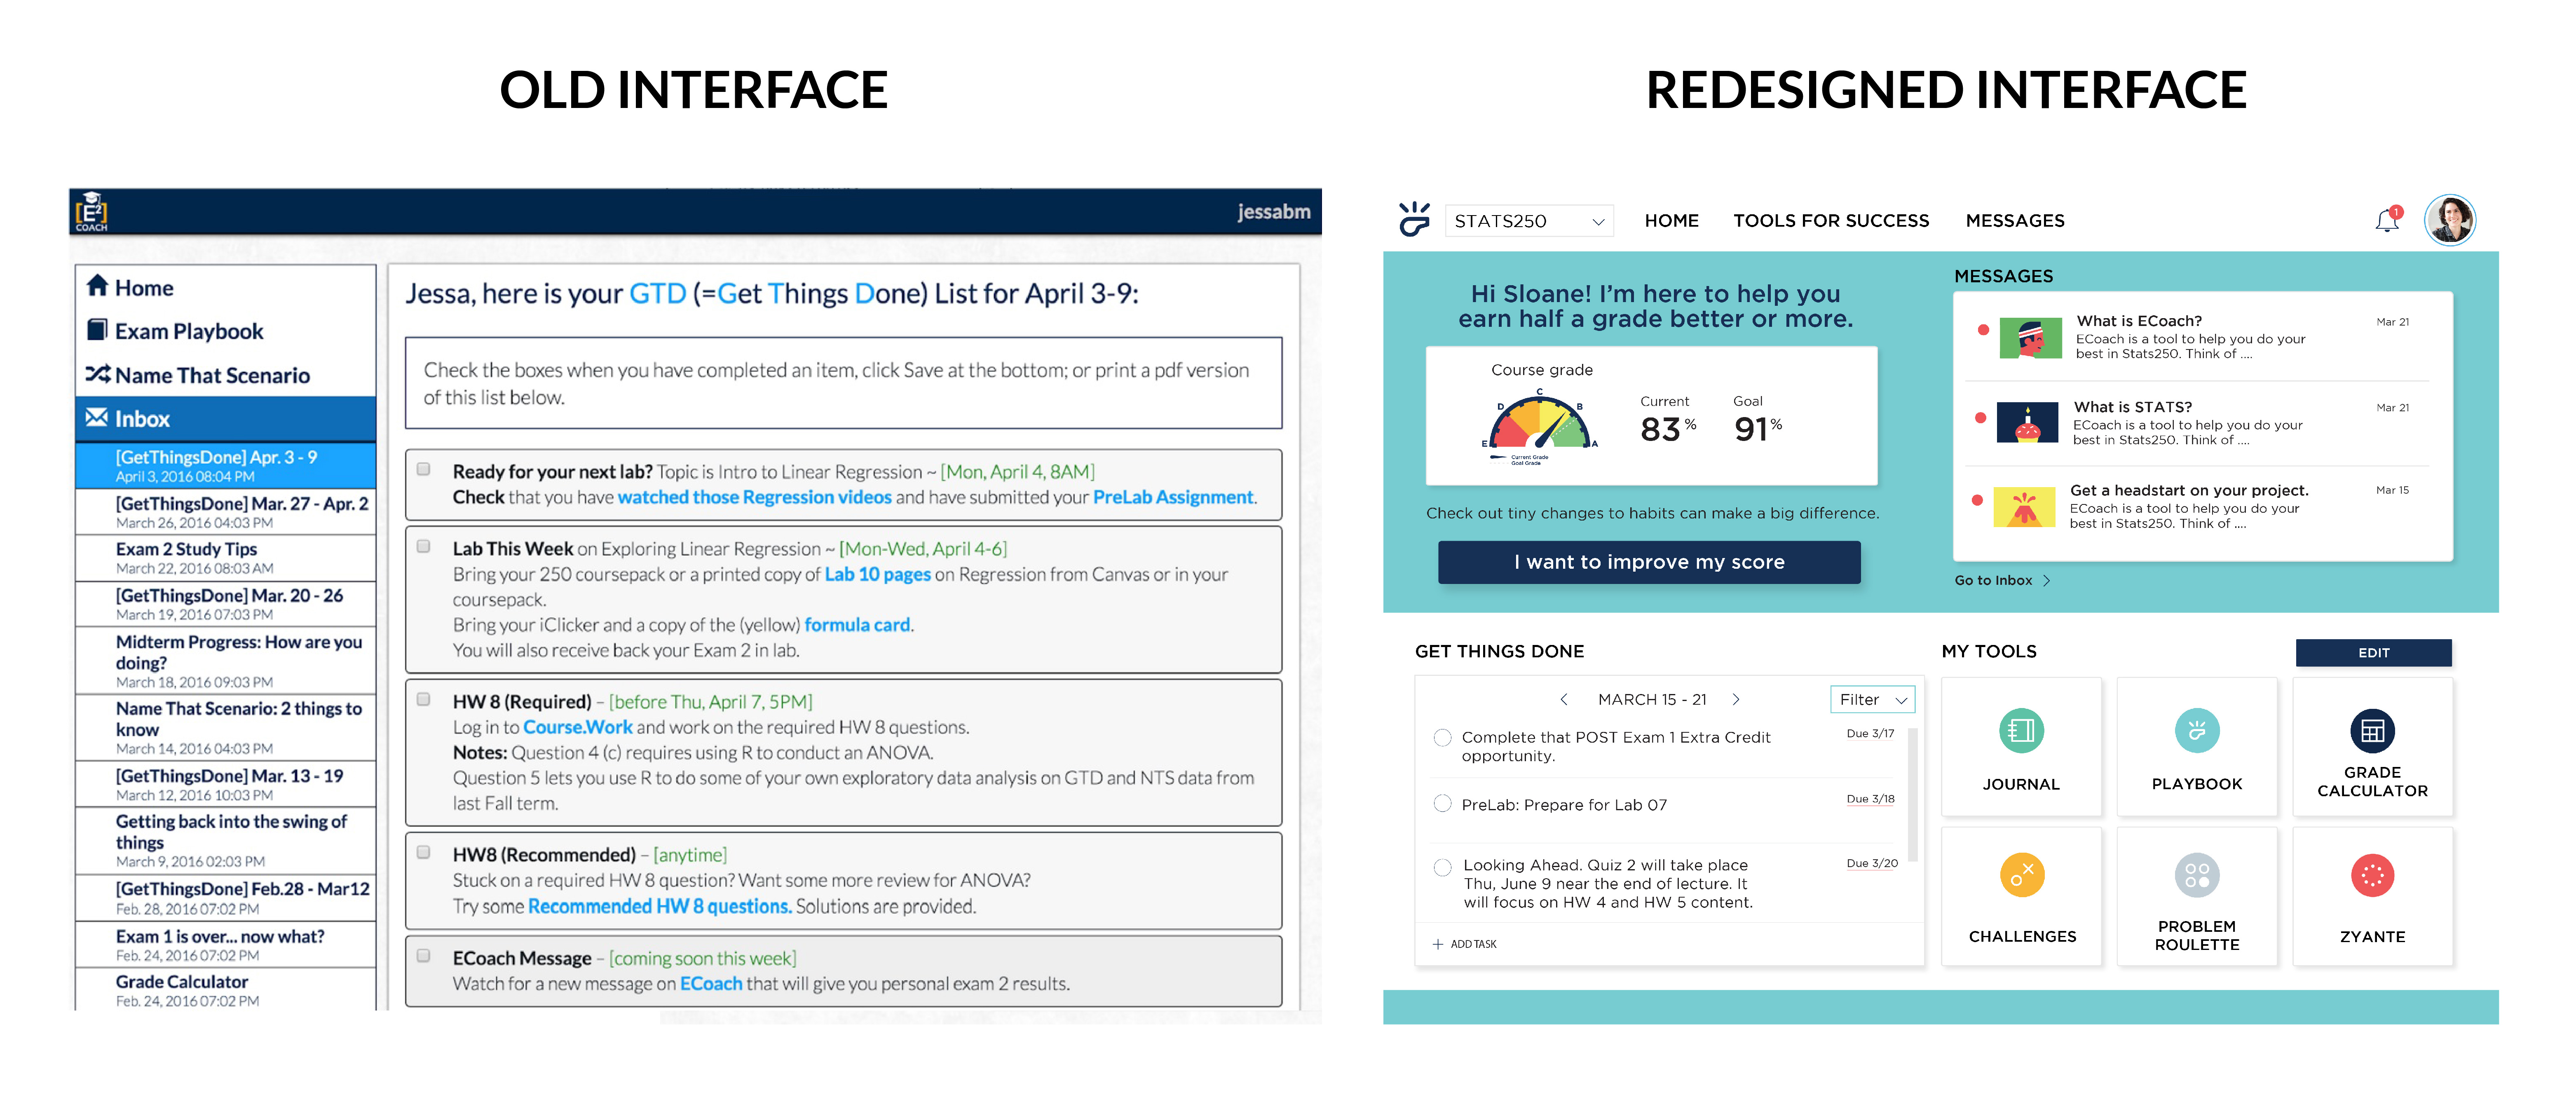 OLD INTERFACE
[E²]
COACH
jessabm
Home
Exam Playbook
Name That Scenario
Inbox
[GetThingsDone] Apr. 3 - 9
April 3, 2016 08:04 PM
[GetThingsDone] Mar. 27 - Apr. 2
March 26, 2016 04:03 PM
Exam 2 Study Tips
March 22, 2016 08:03 AM
[GetThingsDone] Mar. 20 - 26
March 19, 2016 07:03 PM
Midterm Progress: How are you
doing?
March 18, 2016 09:03 PM
Name That Scenario: 2 things to
know
March 14, 2016 04:03 PM
[GetThingsDone] Mar. 13 - 19
March 12, 2016 10:03 PM
Getting back into the swing of
things
March 9, 2016 02:03 PM
[GetThingsDone] Feb.28 - Mar12
Feb. 28, 2016 07:02 PM
Exam 1 is over... now what?
Feb. 24, 2016 07:02 PM
Grade Calculator
Feb. 24, 2016 07:02 PM
Jessa, here is your GTD (=Get Things Done) List for April 3-9:
Check the boxes when you have completed an item, click Save at the bottom; or print a pdf version
of this list below.
Ready for your next lab? Topic is Intro to Linear Regression ~ [Mon, April 4, 8AM]
Check that you have watched those Regression videos and have submitted your PreLab Assignment.
Lab This Week on Exploring Linear Regression ~ [Mon-Wed, April 4-6]
Bring your 250 coursepack or a printed copy of Lab 10 pages on Regression from Canvas or in your
coursepack.
Bring your iClicker and a copy of the (yellow) formula card.
You will also receive back your Exam 2 in lab.
HW 8 (Required) – [before Thu, April 7, 5PM]
Log in to Course.Work and work on the required HW 8 questions.
Notes: Question 4 (c) requires using R to conduct an ANOVA.
Question 5 lets you use R to do some of your own exploratory data analysis on GTD and NTS data from
last Fall term.
HW8 (Recommended) – [anytime]
Stuck on a required HW 8 question? Want some more review for ANOVA?
Try some Recommended HW 8 questions. Solutions are provided.
ECoach Message – [coming soon this week]
Watch for a new message on ECoach that will give you personal exam 2 results.
REDESIGNED INTERFACE
STATS250
HOME
TOOLS FOR SUCCESS
MESSAGES
1
Hi Sloane! I'm here to help you
earn half a grade better or more.
Course grade
E
D
C
B
A
Current Grade
Goal Grade
Current
83%
Goal
91%
Check out tiny changes to habits can make a big difference.
I want to improve my score
MESSAGES
What is ECoach?
Mar 21
ECoach is a tool to help you do your
best in Stats250. Think of ....
What is STATS?
Mar 21
ECoach is a tool to help you do your
best in Stats250. Think of ....
Get a headstart on your project.
Mar 15
ECoach is a tool to help you do your
best in Stats250. Think of ....
Go to Inbox
GET THINGS DONE
MARCH 15 - 21
Filter
Complete that POST Exam 1 Extra Credit
opportunity.
Due 3/17
PreLab: Prepare for Lab 07
Due 3/18
Looking Ahead. Quiz 2 will take place
Thu, June 9 near the end of lecture. It
will focus on HW 4 and HW 5 content.
Due 3/20
+ ADD TASK
MY TOOLS
EDIT
JOURNAL
PLAYBOOK
GRADE
CALCULATOR
CHALLENGES
PROBLEM
ROULETTE
ZYANTE